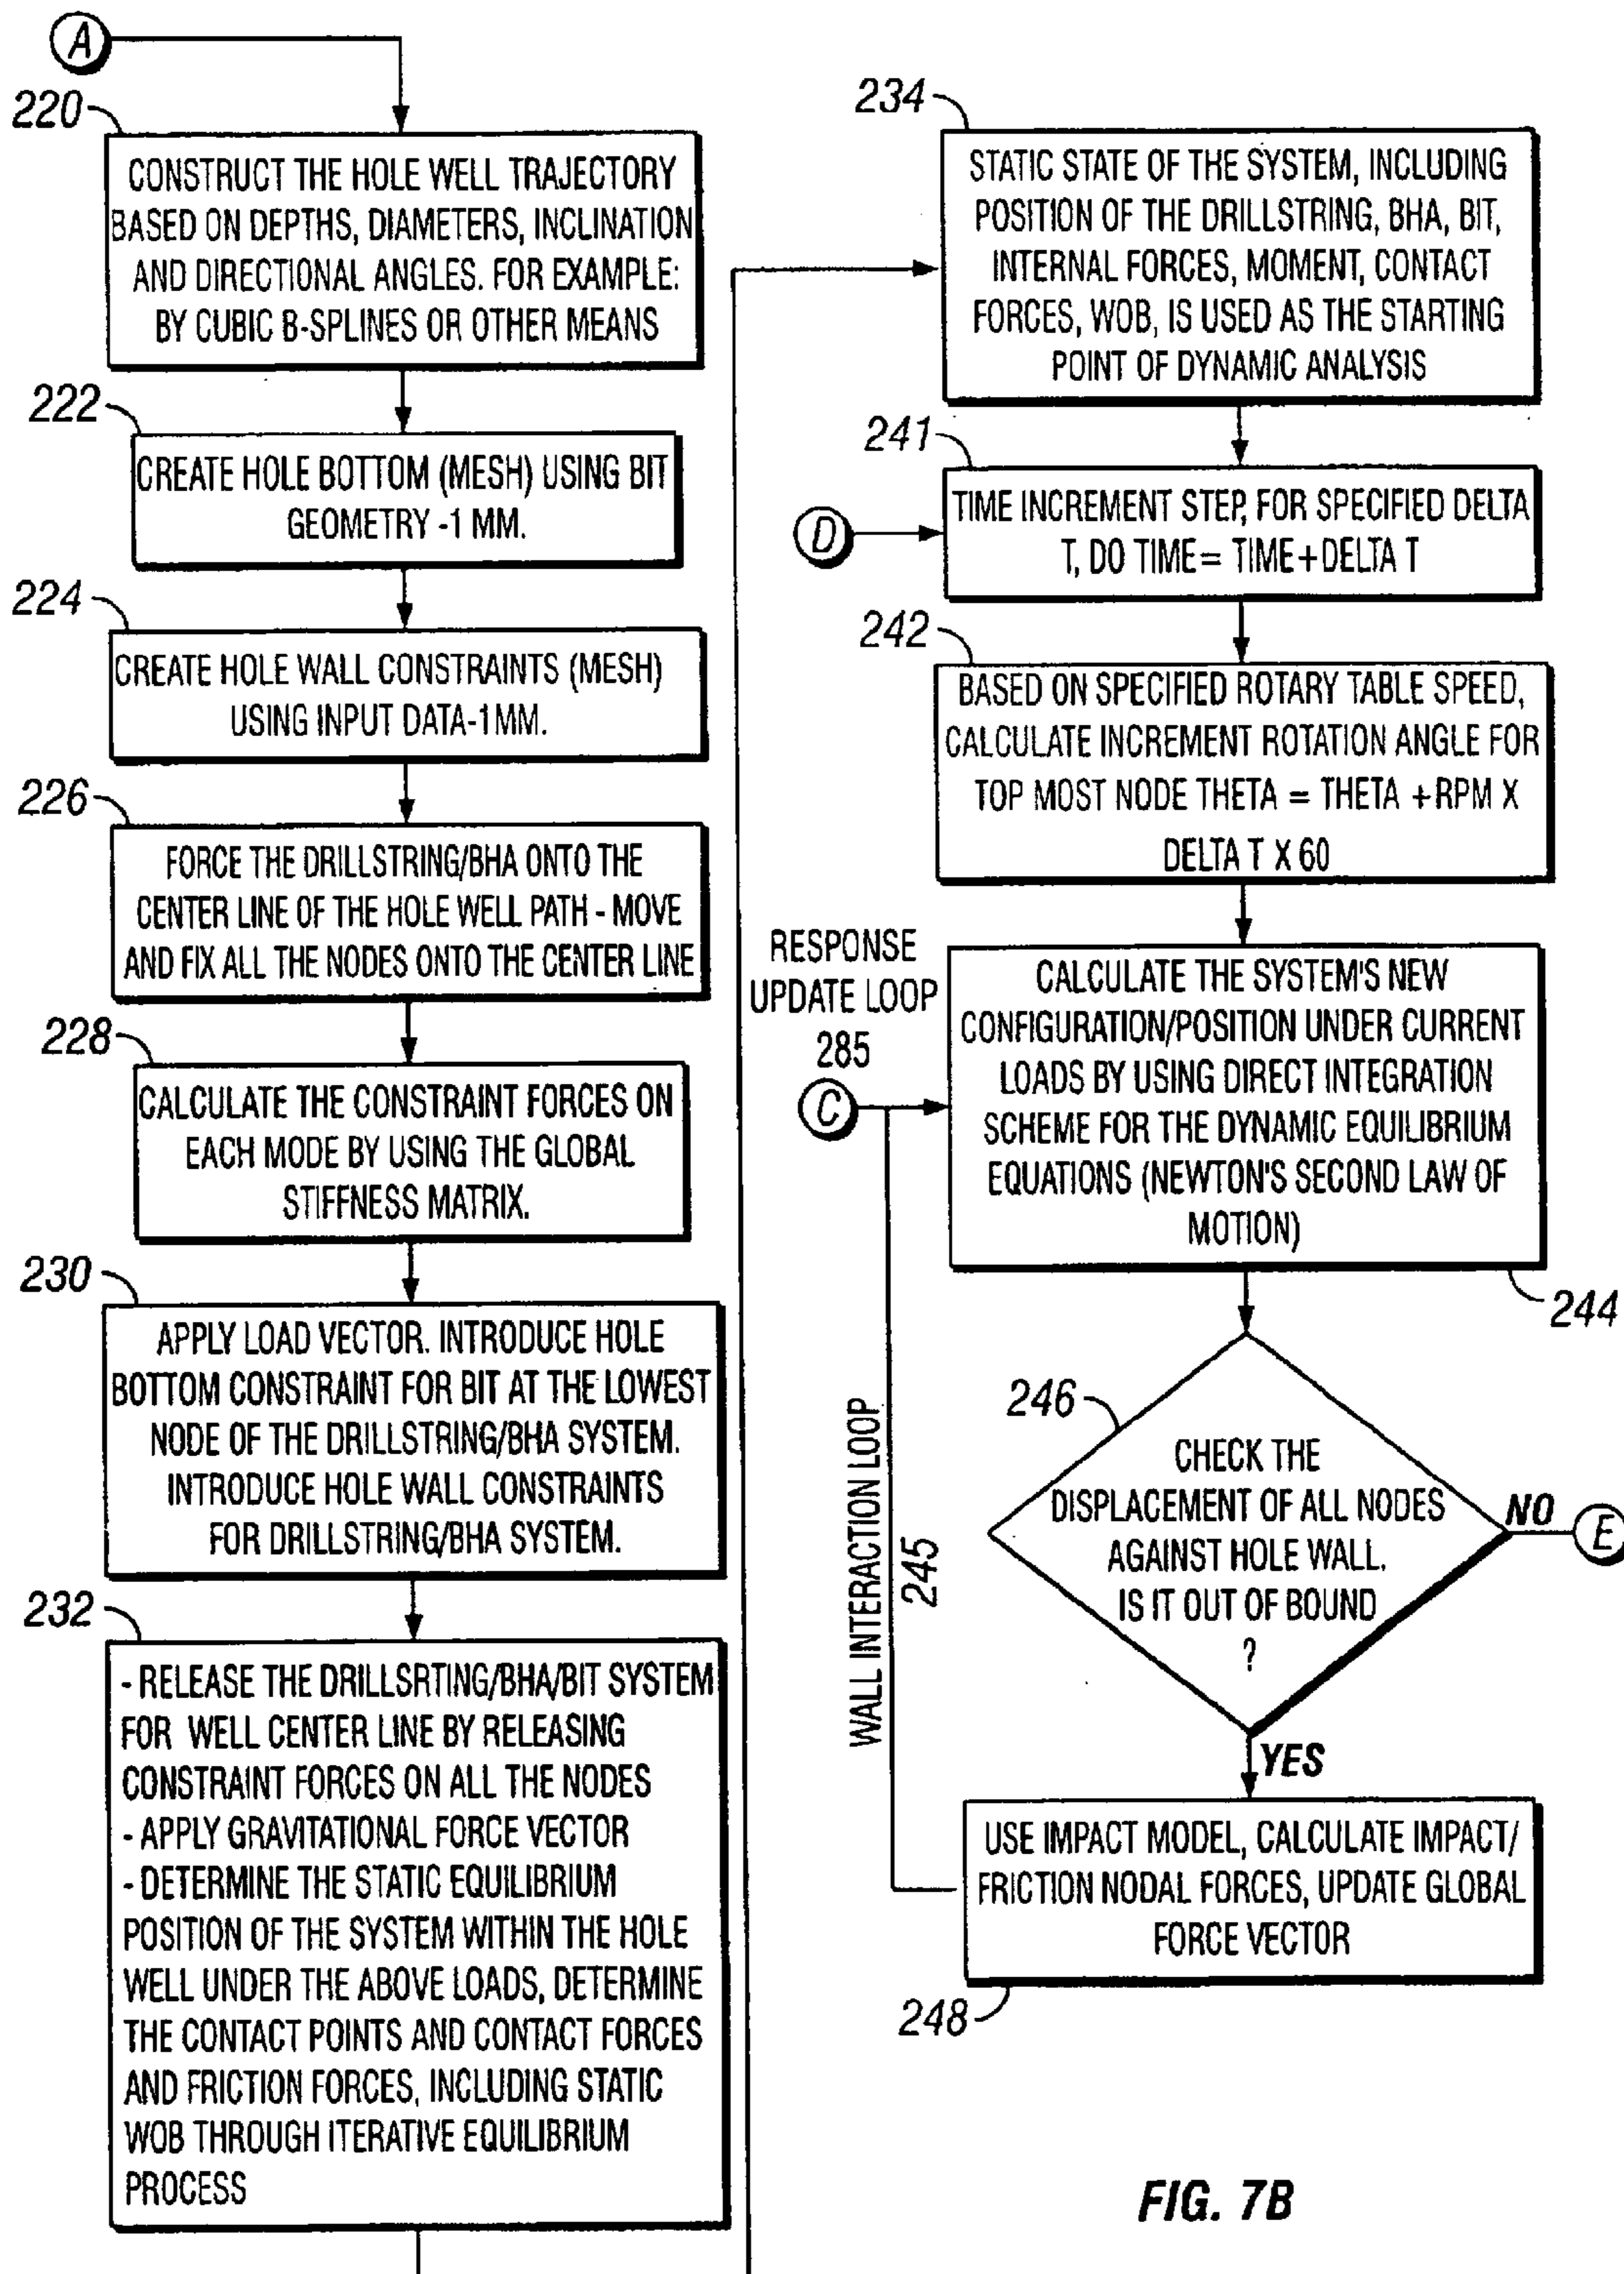 A
220
CONSTRUCT THE HOLE WELL TRAJECTORY
BASED ON DEPTHS, DIAMETERS, INCLINATION
AND DIRECTIONAL ANGLES. FOR EXAMPLE:
BY CUBIC B-SPLINES OR OTHER MEANS
222
CREATE HOLE BOTTOM (MESH) USING BIT
GEOMETRY -1 MM.
224
CREATE HOLE WALL CONSTRAINTS (MESH)
USING INPUT DATA-1MM.
226
FORCE THE DRILLSTRING/BHA ONTO THE
CENTER LINE OF THE HOLE WELL PATH - MOVE
AND FIX ALL THE NODES ONTO THE CENTER LINE
228
CALCULATE THE CONSTRAINT FORCES ON
EACH MODE BY USING THE GLOBAL
STIFFNESS MATRIX.
230
APPLY LOAD VECTOR. INTRODUCE HOLE
BOTTOM CONSTRAINT FOR BIT AT THE LOWEST
NODE OF THE DRILLSTRING/BHA SYSTEM.
INTRODUCE HOLE WALL CONSTRAINTS
FOR DRILLSTRING/BHA SYSTEM.
232
- RELEASE THE DRILLSRTING/BHA/BIT SYSTEM
FOR WELL CENTER LINE BY RELEASING
CONSTRAINT FORCES ON ALL THE NODES
- APPLY GRAVITATIONAL FORCE VECTOR
- DETERMINE THE STATIC EQUILIBRIUM
POSITION OF THE SYSTEM WITHIN THE HOLE
WELL UNDER THE ABOVE LOADS, DETERMINE
THE CONTACT POINTS AND CONTACT FORCES
AND FRICTION FORCES, INCLUDING STATIC
WOB THROUGH ITERATIVE EQUILIBRIUM
PROCESS
234
STATIC STATE OF THE SYSTEM, INCLUDING
POSITION OF THE DRILLSTRING, BHA, BIT,
INTERNAL FORCES, MOMENT, CONTACT
FORCES, WOB, IS USED AS THE STARTING
POINT OF DYNAMIC ANALYSIS
241
D
TIME INCREMENT STEP, FOR SPECIFIED DELTA
T, DO TIME= TIME+DELTA T
242
BASED ON SPECIFIED ROTARY TABLE SPEED,
CALCULATE INCREMENT ROTATION ANGLE FOR
TOP MOST NODE THETA = THETA +RPM X
DELTA T X 60
RESPONSE
UPDATE LOOP
285
C
CALCULATE THE SYSTEM'S NEW
CONFIGURATION/POSITION UNDER CURRENT
LOADS BY USING DIRECT INTEGRATION
SCHEME FOR THE DYNAMIC EQUILIBRIUM
EQUATIONS (NEWTON'S SECOND LAW OF
MOTION)
244
246
CHECK THE
DISPLACEMENT OF ALL NODES
AGAINST HOLE WALL.
IS IT OUT OF BOUND
?
NO
E
YES
WALL INTERACTION LOOP
245
USE IMPACT MODEL, CALCULATE IMPACT/
FRICTION NODAL FORCES, UPDATE GLOBAL
FORCE VECTOR
248
FIG. 7B